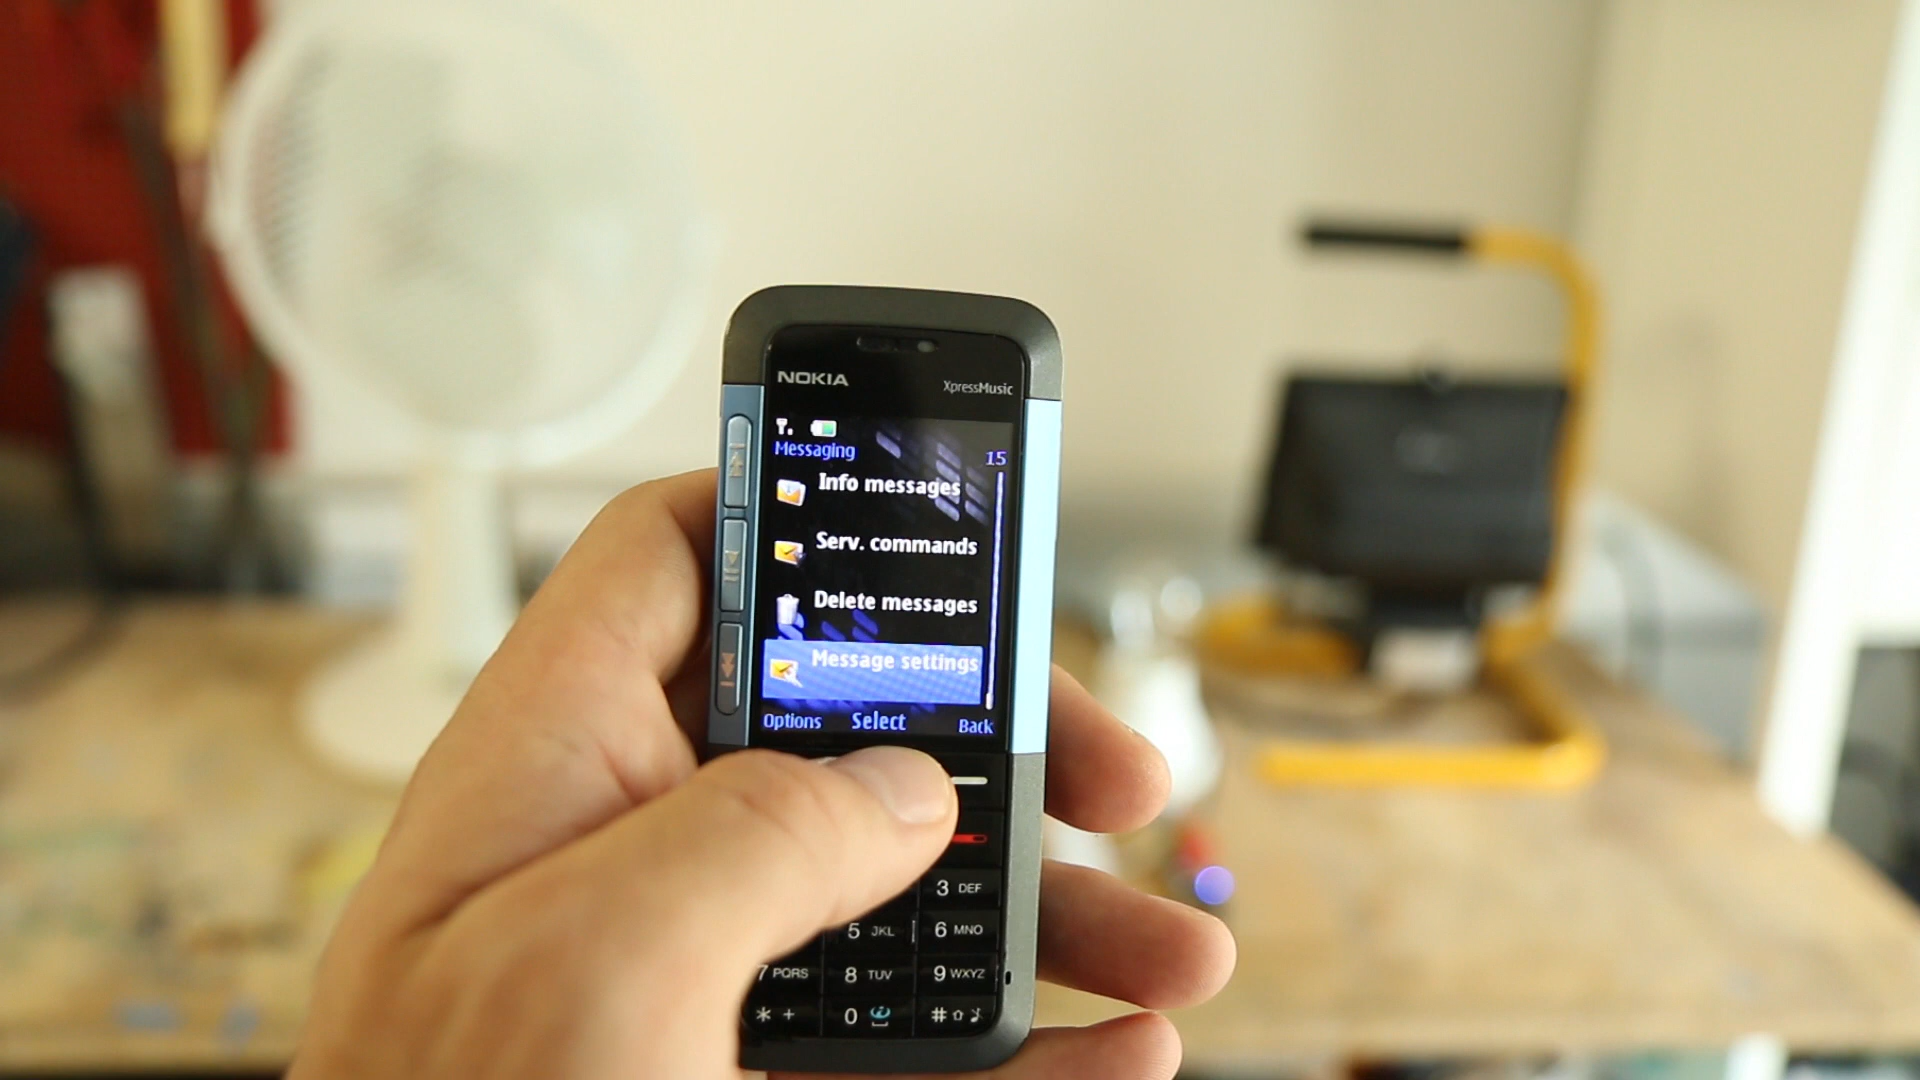 NOKIA
XpressMusic
Messaging 15
Info messages
Serv. commands
Delete messages
Message settings
Options Select Back
3 DEF
5 JKL 6 MNO
7 PQRS 8 TUV 9 WXYZ
* + 0 #